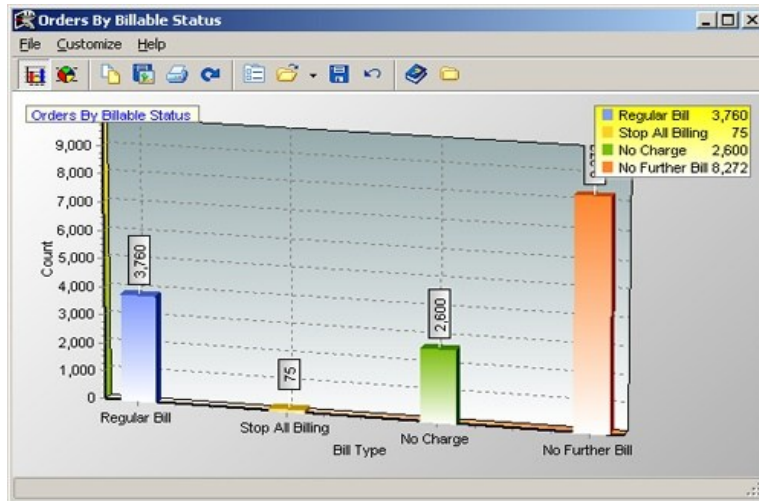 Orders By Billable Status
File Customize Help
Orders By Billable Status
Regular Bill 3,760
Stop All Billing 75
No Charge 2,600
No Further Bill 8,272
9,000
8,000
7,000
6,000
5,000
4,000
3,000
2,000
1,000
0
Count
3,760
75
2,600
Regular Bill
Stop All Billing
No Charge
No Further Bill
Bill Type